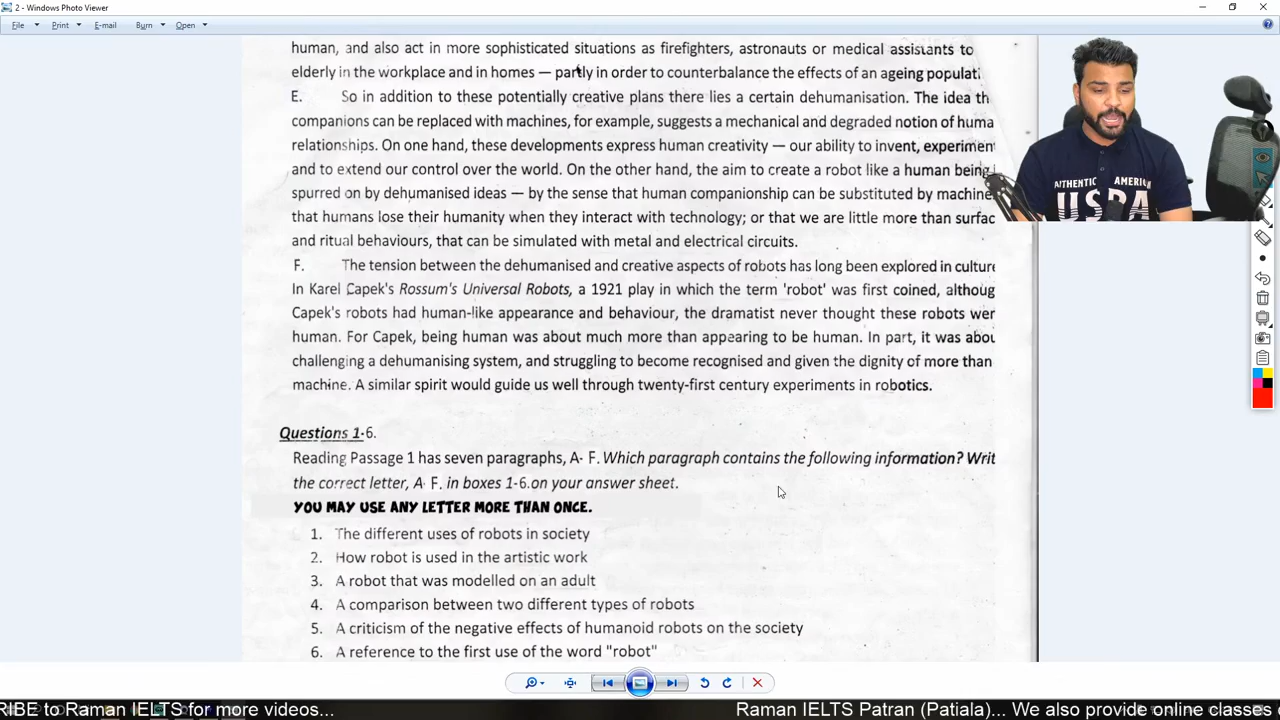 2 - Windows Photo Viewer
File Print E-mail Burn Open
human, and also act in more sophisticated situations as firefighters, astronauts or medical assistants to
elderly in the workplace and in homes — partly in order to counterbalance the effects of an ageing populati
E. So in addition to these potentially creative plans there lies a certain dehumanisation. The idea th
companions can be replaced with machines, for example, suggests a mechanical and degraded notion of huma
relationships. On one hand, these developments express human creativity — our ability to invent, experimen
and to extend our control over the world. On the other hand, the aim to create a robot like a human being
spurred on by dehumanised ideas — by the sense that human companionship can be substituted by machine
that humans lose their humanity when they interact with technology; or that we are little more than surfac
and ritual behaviours, that can be simulated with metal and electrical circuits.
F. The tension between the dehumanised and creative aspects of robots has long been explored in culture
In Karel Capek's Rossum's Universal Robots, a 1921 play in which the term 'robot' was first coined, althoug
Capek's robots had human-like appearance and behaviour, the dramatist never thought these robots wer
human. For Capek, being human was about much more than appearing to be human. In part, it was abou
challenging a dehumanising system, and struggling to become recognised and given the dignity of more than
machine. A similar spirit would guide us well through twenty-first century experiments in robotics.
Questions 1-6.
Reading Passage 1 has seven paragraphs, A- F. Which paragraph contains the following information? Writ
the correct letter, A- F. in boxes 1-6.on your answer sheet.
YOU MAY USE ANY LETTER MORE THAN ONCE.
1. The different uses of robots in society
2. How robot is used in the artistic work
3. A robot that was modelled on an adult
4. A comparison between two different types of robots
5. A criticism of the negative effects of humanoid robots on the society
6. A reference to the first use of the word "robot"
AUTHENTIC AMERICA
USPA
RIBE to Raman IELTS for more videos... Raman IELTS Patran (Patiala)... We also provide online classes